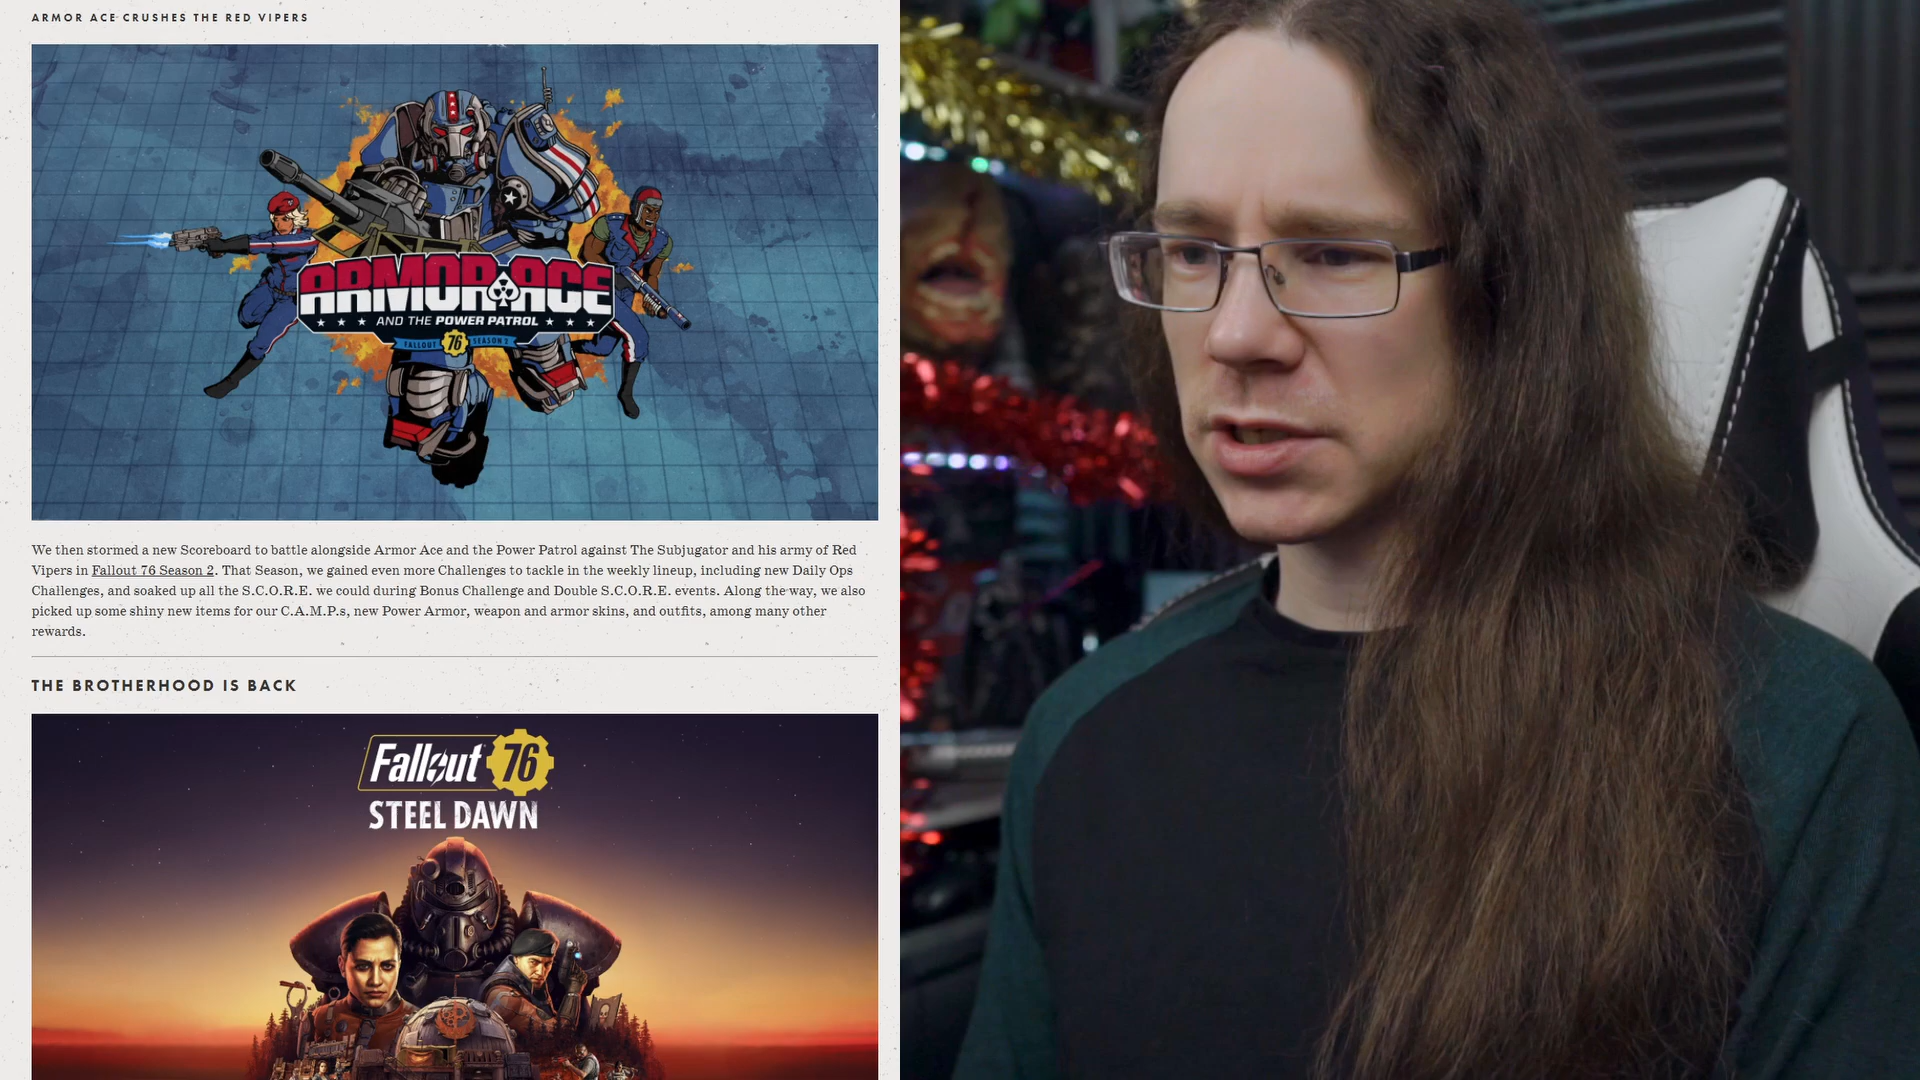 ARMOR ACE CRUSHES THE RED VIPERS
ARMOR ACE
AND THE POWER PATROL
FALLOUT 76 SEASON 2
We then stormed a new Scoreboard to battle alongside Armor Ace and the Power Patrol against The Subjugator and his army of Red
Vipers in Fallout 76 Season 2. That Season, we gained even more Challenges to tackle in the weekly lineup, including new Daily Ops
Challenges, and soaked up all the S.C.O.R.E. we could during Bonus Challenge and Double S.C.O.R.E. events. Along the way, we also
picked up some shiny new items for our C.A.M.P.s, new Power Armor, weapon and armor skins, and outfits, among many other
rewards.
THE BROTHERHOOD IS BACK
Fallout 76
STEEL DAWN